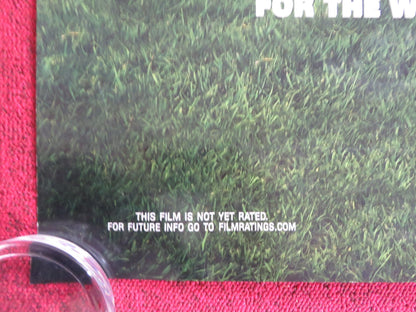 FOR THE W
THIS FILM IS NOT YET RATED.
FOR FUTURE INFO GO TO FILMRATINGS.COM